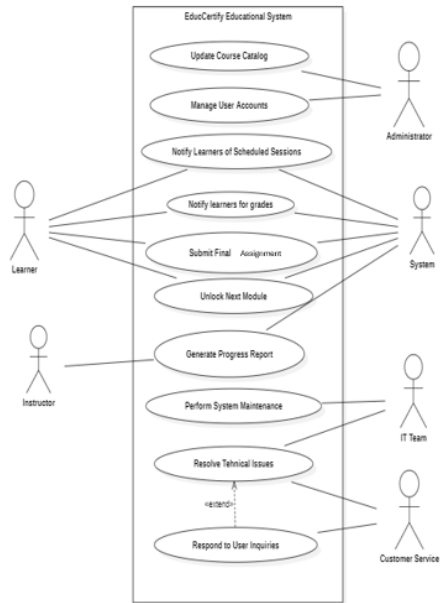 EducCertify Educational System
Update Course Catalog
Manage User Accounts
Administrator
Notify Learners of Scheduled Sessions
Notify learners for grades
Learner
System
Submit Final Assignment
Unlock Next Module
Generate Progress Report
Instructor
Perform System Maintenance
IT Team
Resolve Tehnical Issues
<extend>
Respond to User Inquiries
Customer Service